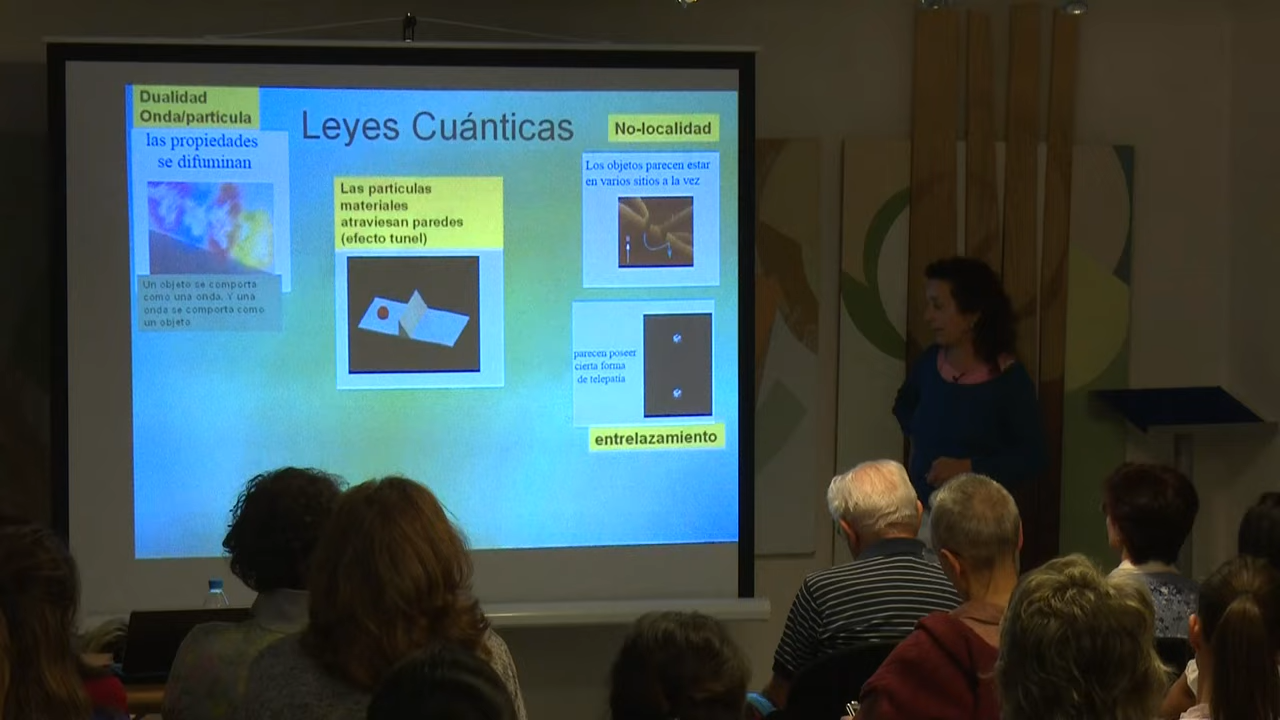 Dualidad
Onda/particula
Leyes Cuánticas
No-localidad
las propiedades
se difuminan
Los objetos parecen estar
en varios sitios a la vez
Las particulas
materiales
atraviesan paredes
(efecto tunel)
Un objeto se comporta
como una onda. Y una
onda se comporta como
un objeto
parecen poseer
cierta forma
de telepatía
entrelazamiento